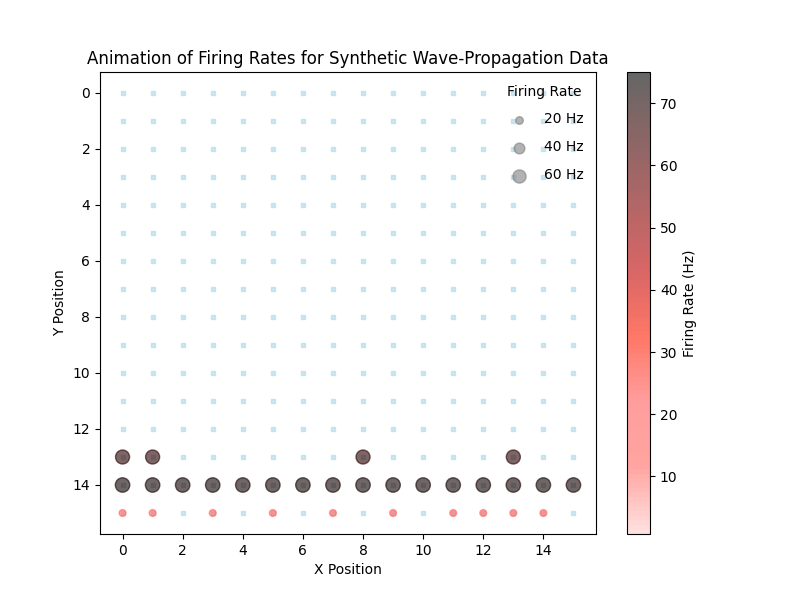 Animation of Firing Rates for Synthetic Wave-Propagation Data
Firing Rate
20 Hz
40 Hz
60 Hz
0
2
4
6
8
10
12
14
Y Position
0
2
4
6
8
10
12
14
X Position
70
60
50
40
30
20
10
Firing Rate (Hz)